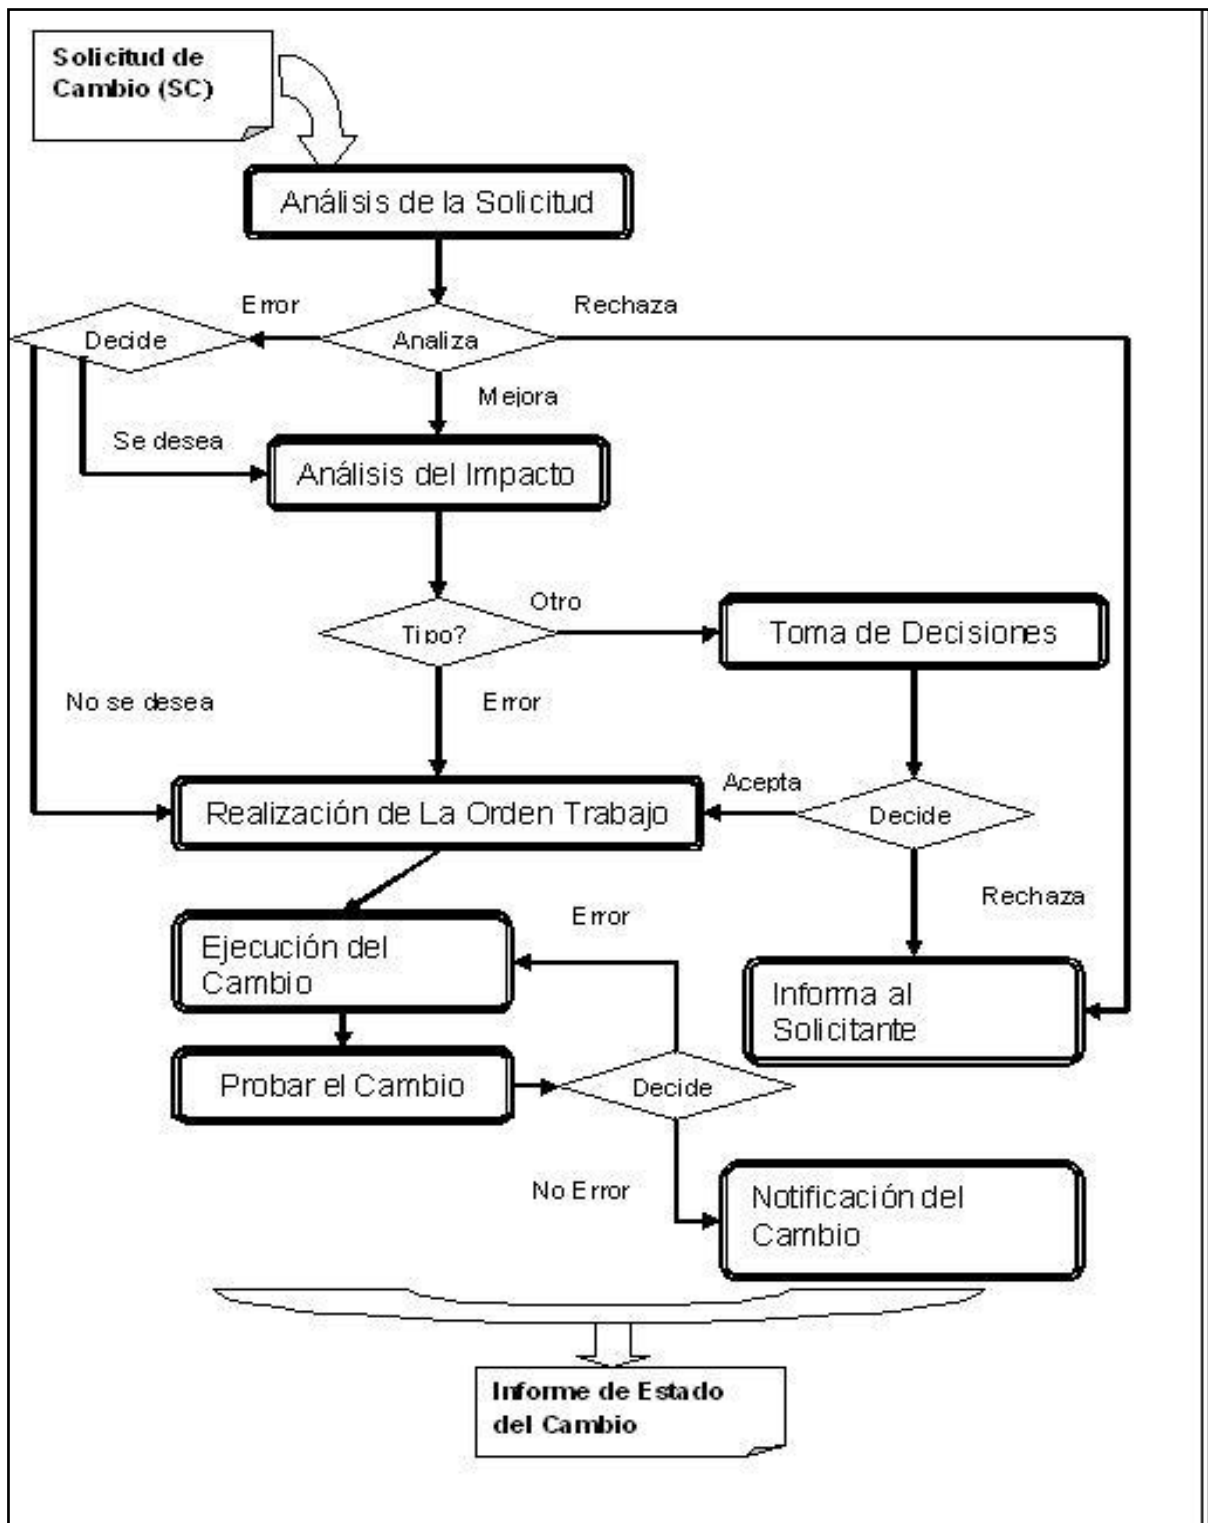 Solicitud de
Cambio (SC)
Análisis de la Solicitud
Error
Rechaza
Decide
Analiza
Mejora
Se desea
Análisis del Impacto
Otro
Tipo?
Toma de Decisiones
No se desea
Error
Acepta
Realización de La Orden Trabajo
Decide
Rechaza
Error
Ejecución del
Cambio
Informa al
Solicitante
Probar el Cambio
Decide
No Error
Notificación del
Cambio
Informe de Estado
del Cambio